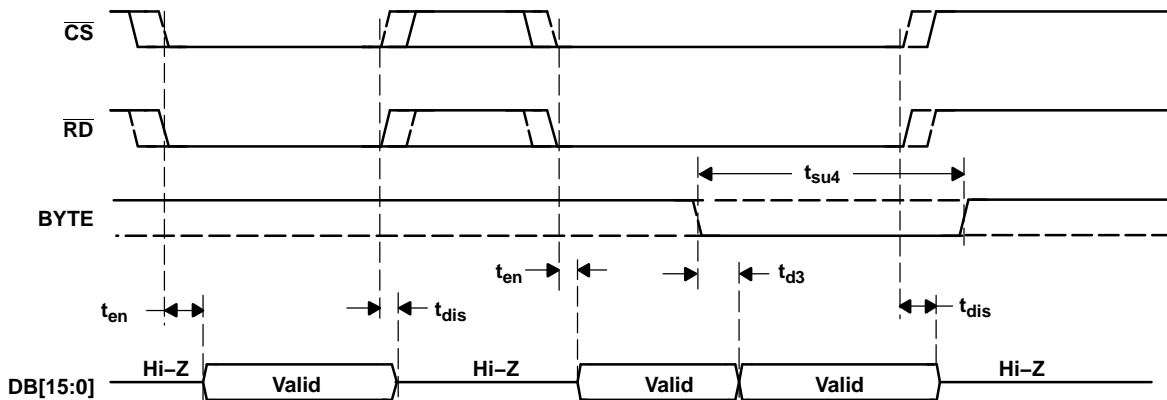 CS
RD
t_su4
BYTE
t_en t_d3
t_en t_dis t_dis
Hi–Z Hi–Z Hi–Z
DB[15:0] Valid Valid Valid